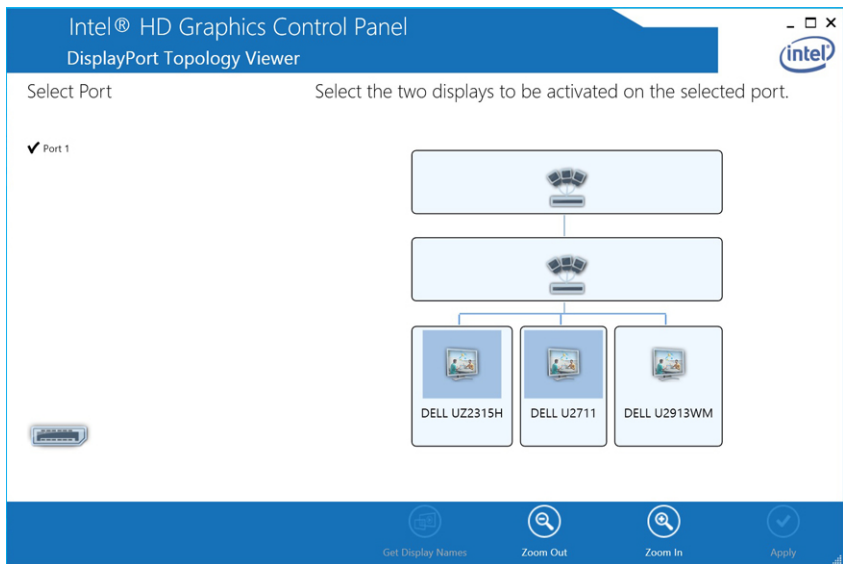 Intel® HD Graphics Control Panel
DisplayPort Topology Viewer
intel®
Select Port
Select the two displays to be activated on the selected port.
Port 1
DELL UZ2315H
DELL U2711
DELL U2913WM
Get Display Names
Zoom Out
Zoom In
Apply